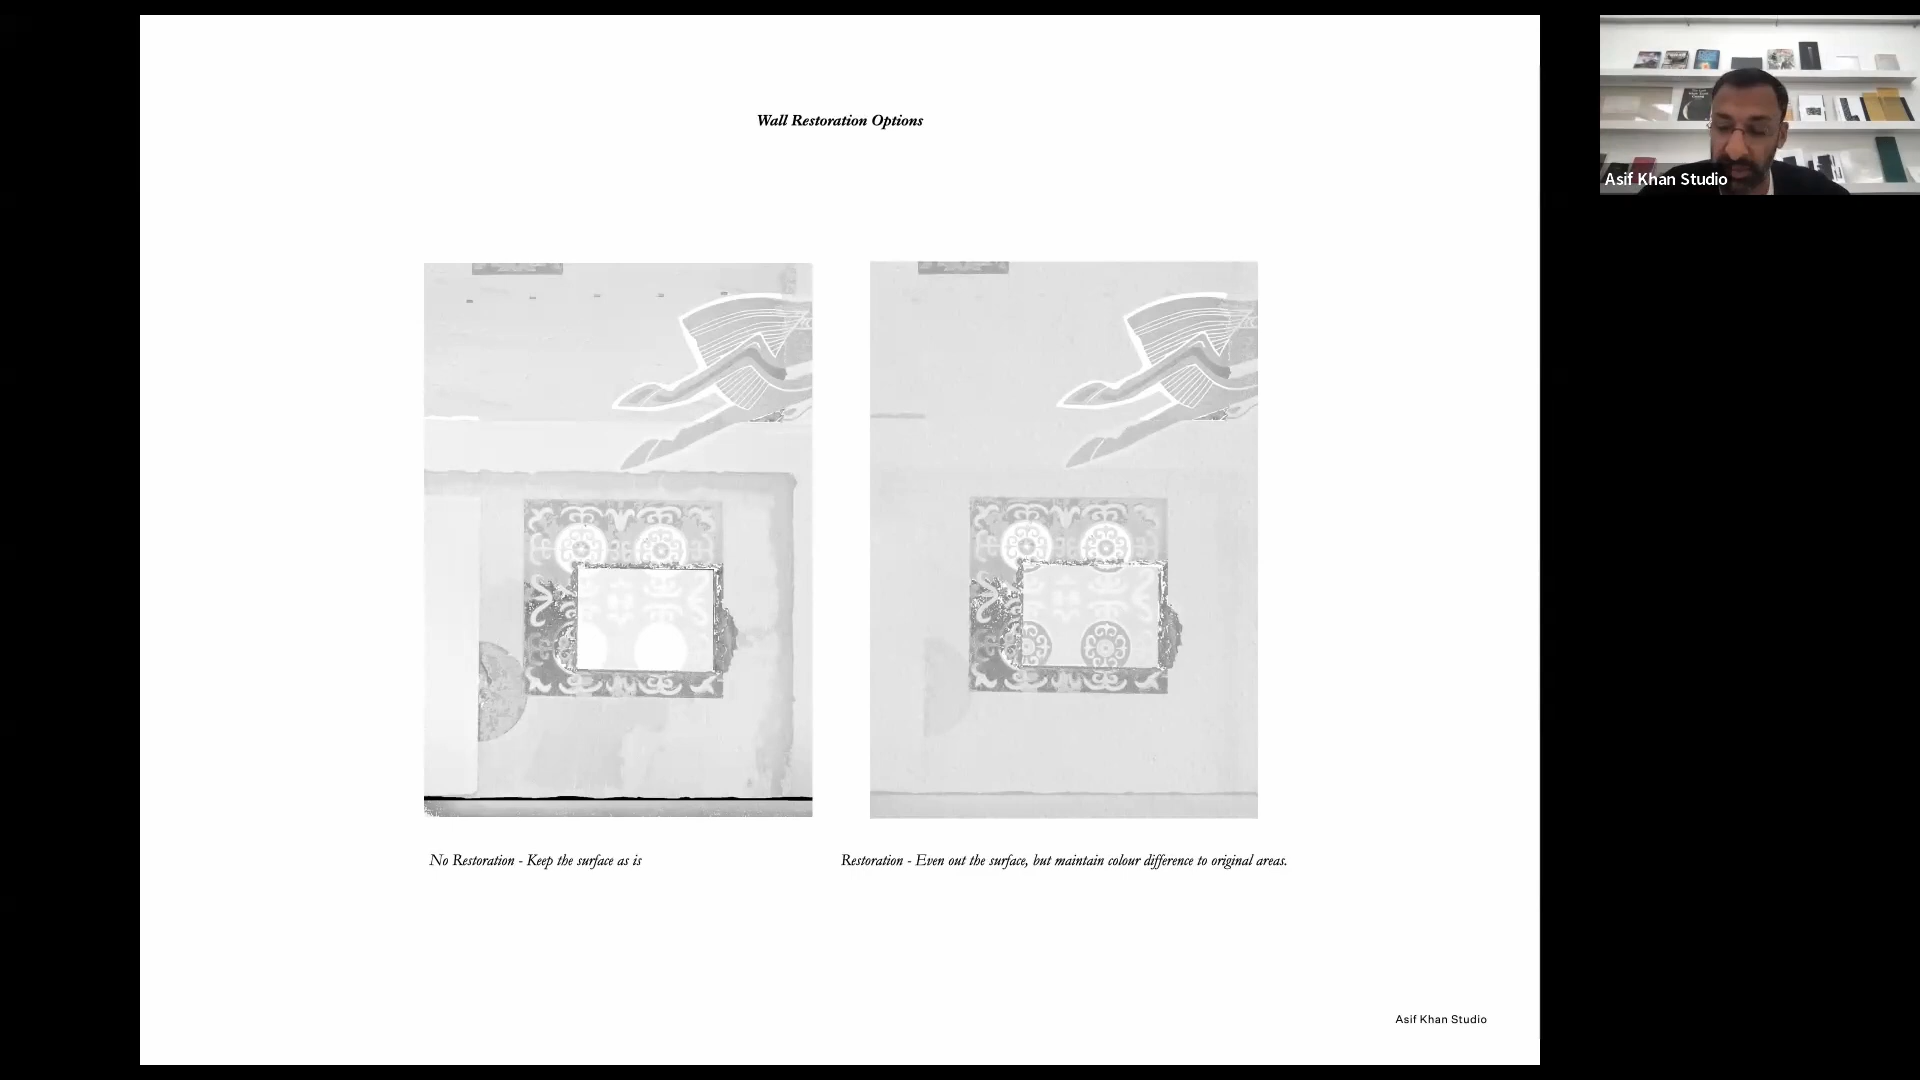 Wall Restoration Options
No Restoration - Keep the surface as is
Restoration - Even out the surface, but maintain colour difference to original areas.
Asif Khan Studio
Asif Khan Studio